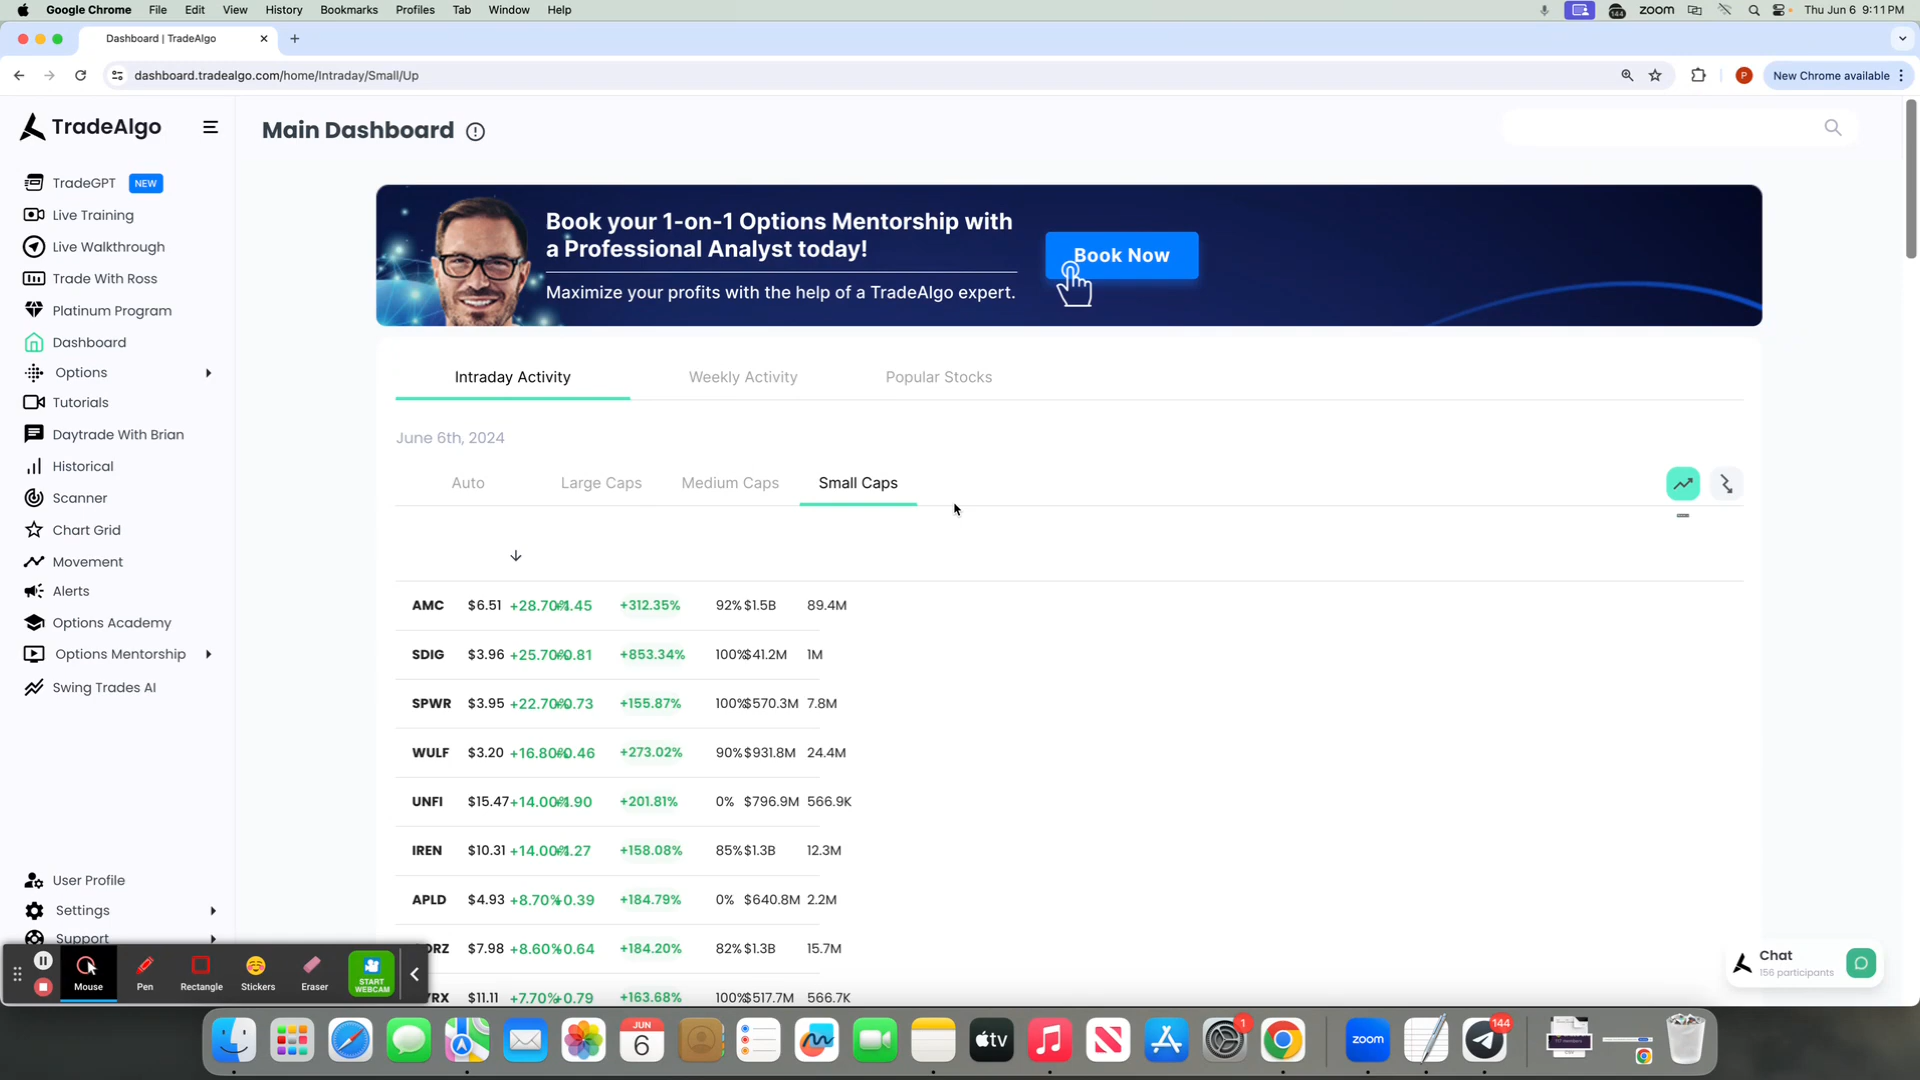 Google Chrome File Edit View History Bookmarks Profiles Tab Window Help
144 zoom Thu Jun 6 9:11 PM
Dashboard | TradeAlgo
dashboard.tradealgo.com/home/Intraday/Small/Up
P New Chrome available
TradeAlgo
Main Dashboard
TradeGPT NEW
Live Training
Live Walkthrough
Trade With Ross
Platinum Program
Dashboard
Options
Tutorials
Daytrade With Brian
Historical
Scanner
Chart Grid
Movement
Alerts
Options Academy
Options Mentorship
Swing Trades AI
User Profile
Settings
Support
Book your 1-on-1 Options Mentorship with
a Professional Analyst today!
Maximize your profits with the help of a TradeAlgo expert.
Book Now
Intraday Activity Weekly Activity Popular Stocks
June 6th, 2024
Auto Large Caps Medium Caps Small Caps
AMC $6.51 +28.70% 1.45 +312.35% 92% $1.5B 89.4M
SDIG $3.96 +25.70% 0.81 +853.34% 100% $41.2M 1M
SPWR $3.95 +22.70% 0.73 +155.87% 100% $570.3M 7.8M
WULF $3.20 +16.80% 0.46 +273.02% 90% $931.8M 24.4M
UNFI $15.47 +14.00% 1.90 +201.81% 0% $796.9M 566.9K
IREN $10.31 +14.00% 1.27 +158.08% 85% $1.3B 12.3M
APLD $4.93 +8.70% +0.39 +184.79% 0% $640.8M 2.2M
ORZ $7.98 +8.60% +0.64 +184.20% 82% $1.3B 15.7M
YRX $11.11 +7.70% +0.79 +163.68% 100% $517.7M 566.7K
Chat
156 participants
Mouse Pen Rectangle Stickers Eraser START
WEBCAM
JUN
6
tv
1
zoom
144